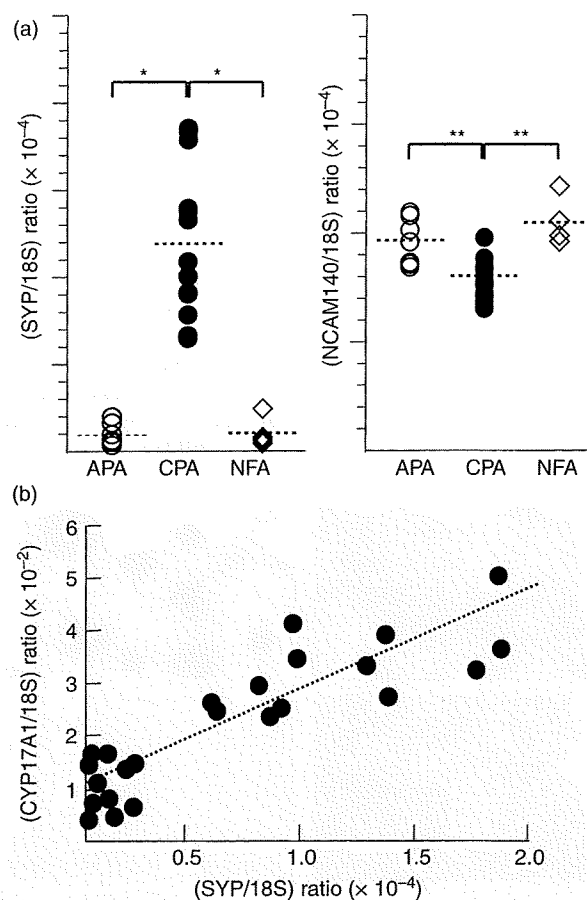 (a)
* *
** **
(SYP/18S) ratio (× 10⁻⁴)
(NCAM140/18S) ratio (× 10⁻⁴)
APA CPA NFA
APA CPA NFA
(b)
(CYP17A1/18S) ratio (× 10⁻²)
6
5
4
3
2
1
0.5 1.0 1.5 2.0
(SYP/18S) ratio (× 10⁻⁴)